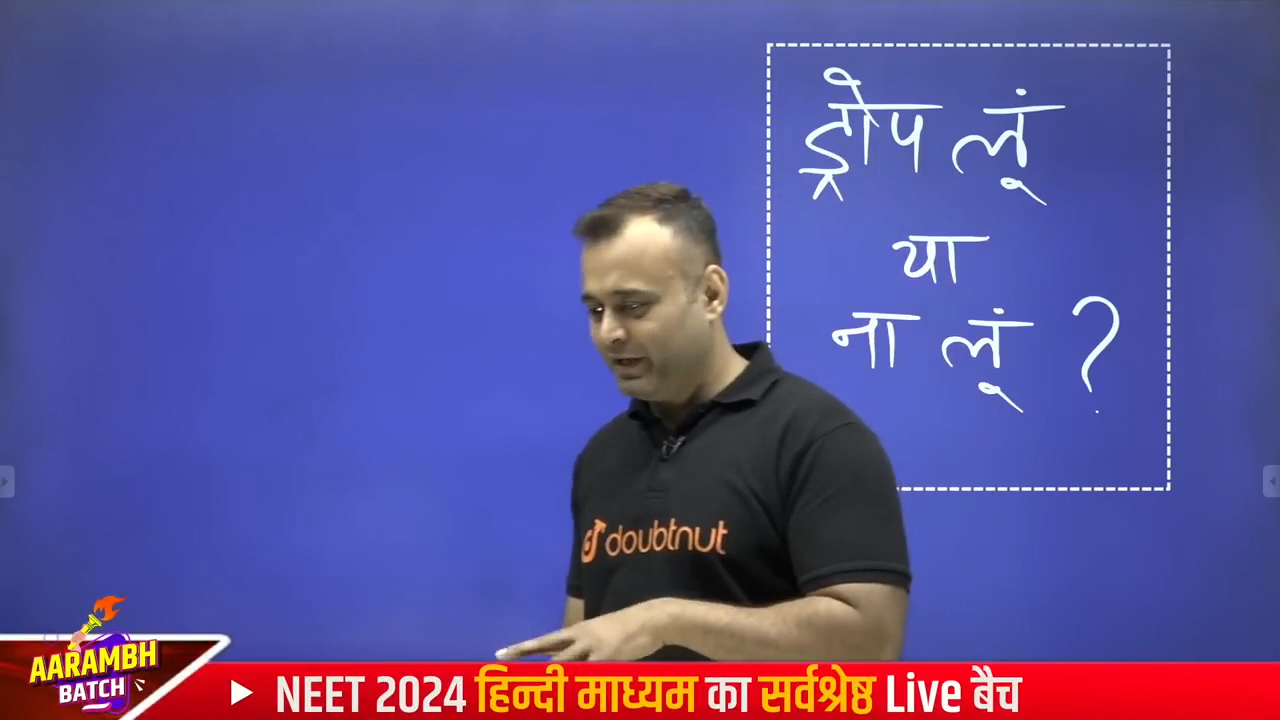 ड्रोप लूं
या
ना लूं ?
doubtnut
AARAMBH
BATCH
NEET 2024 हिन्दी माध्यम का सर्वश्रेष्ठ Live बैच